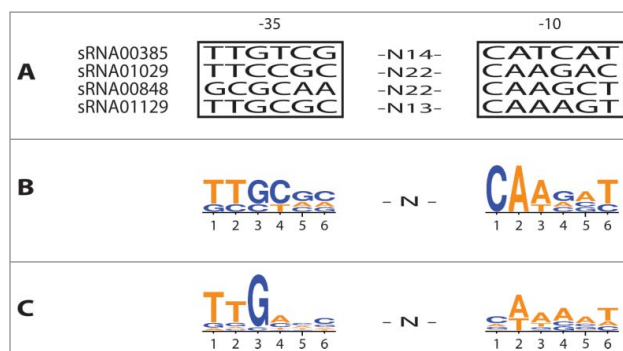 -35 -10
A
sRNA00385 TTGTCG -N14- CATCAT
sRNA01029 TTCCGC -N22- CAAGAC
sRNA00848 GCGCAA -N22- CAAGCT
sRNA01129 TTGCGC -N13- CAAAGT
B
TTGCGC - N - CAAGAT
1 2 3 4 5 6 1 2 3 4 5 6
C
TTGA - N - AAAAT
1 2 3 4 5 6 1 2 3 4 5 6